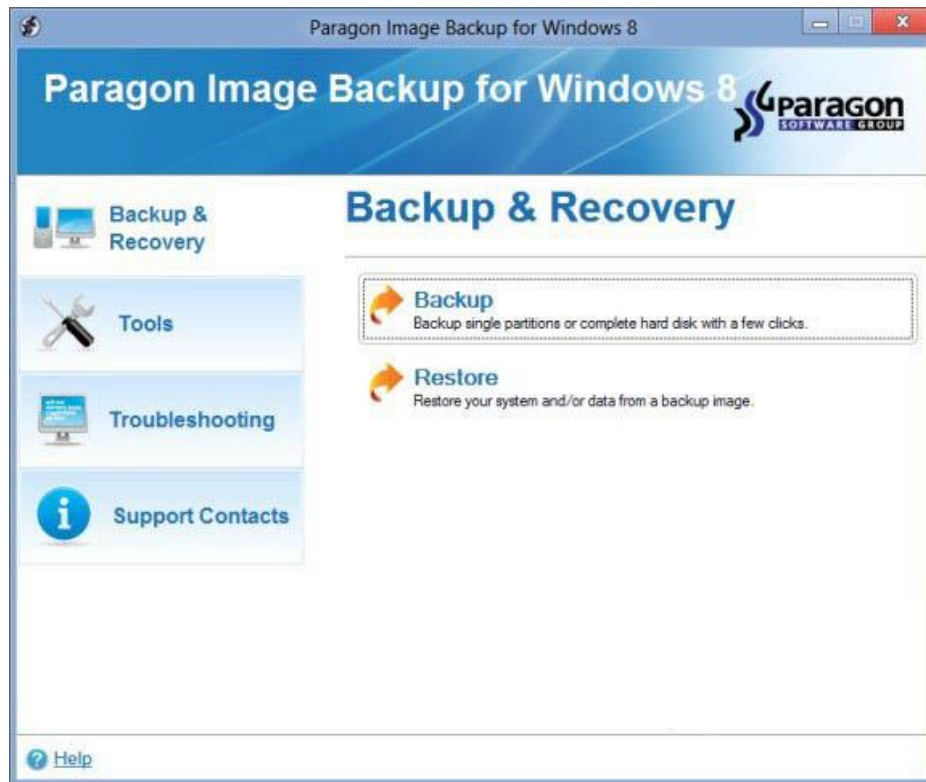 Paragon Image Backup for Windows 8
Paragon Image Backup for Windows 8
Paragon
SOFTWARE GROUP
Backup &
Recovery
Tools
Troubleshooting
Support Contacts
Backup & Recovery
Backup
Backup single partitions or complete hard disk with a few clicks.
Restore
Restore your system and/or data from a backup image.
Help